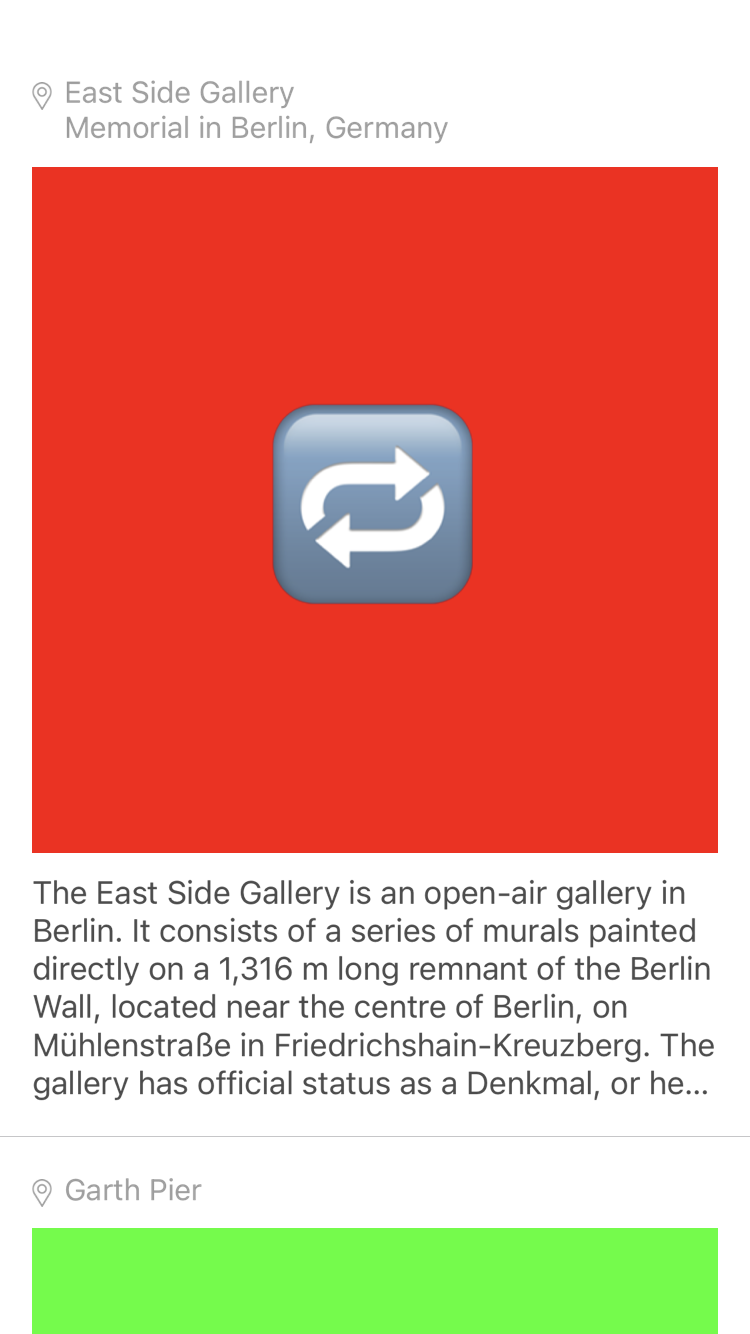 East Side Gallery
Memorial in Berlin, Germany
The East Side Gallery is an open-air gallery in
Berlin. It consists of a series of murals painted
directly on a 1,316 m long remnant of the Berlin
Wall, located near the centre of Berlin, on
Mühlenstraße in Friedrichshain-Kreuzberg. The
gallery has official status as a Denkmal, or he...
Garth Pier